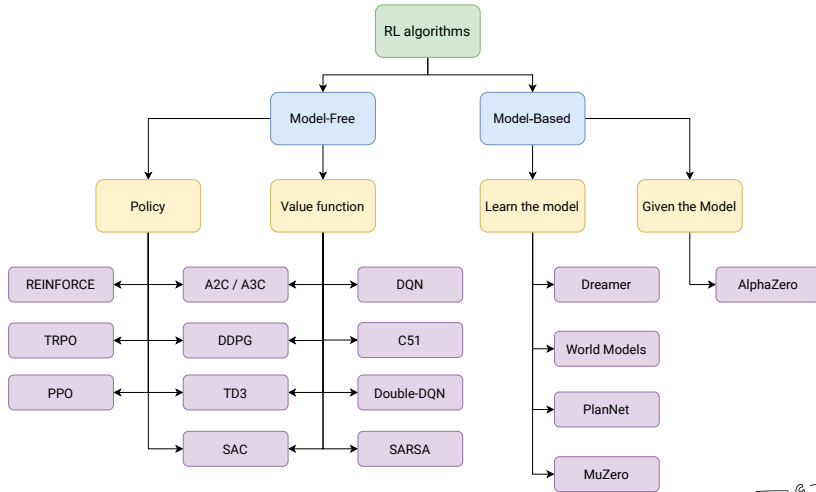 RL algorithms
Model-Free
Model-Based
Policy
Value function
Learn the model
Given the Model
REINFORCE
A2C / A3C
DQN
Dreamer
AlphaZero
TRPO
DDPG
C51
World Models
PPO
TD3
Double-DQN
PlanNet
SAC
SARSA
MuZero